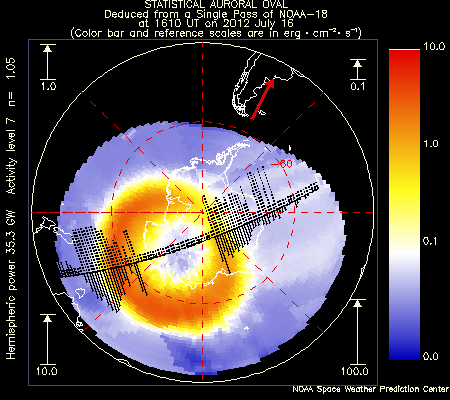 STATISTICAL AURORAL OVAL
Deduced from a Single Pass of NOAA-18
at 1610 UT on 2012 July 16
(Color bar and reference scales are in erg · cm⁻² · s⁻¹)
Hemispheric power 35.3 GW Activity level 7 n= 1.05
1.0
0.1
10.0
100.0
-60
10.0
1.0
0.1
0.0
NOAA Space Weather Prediction Center